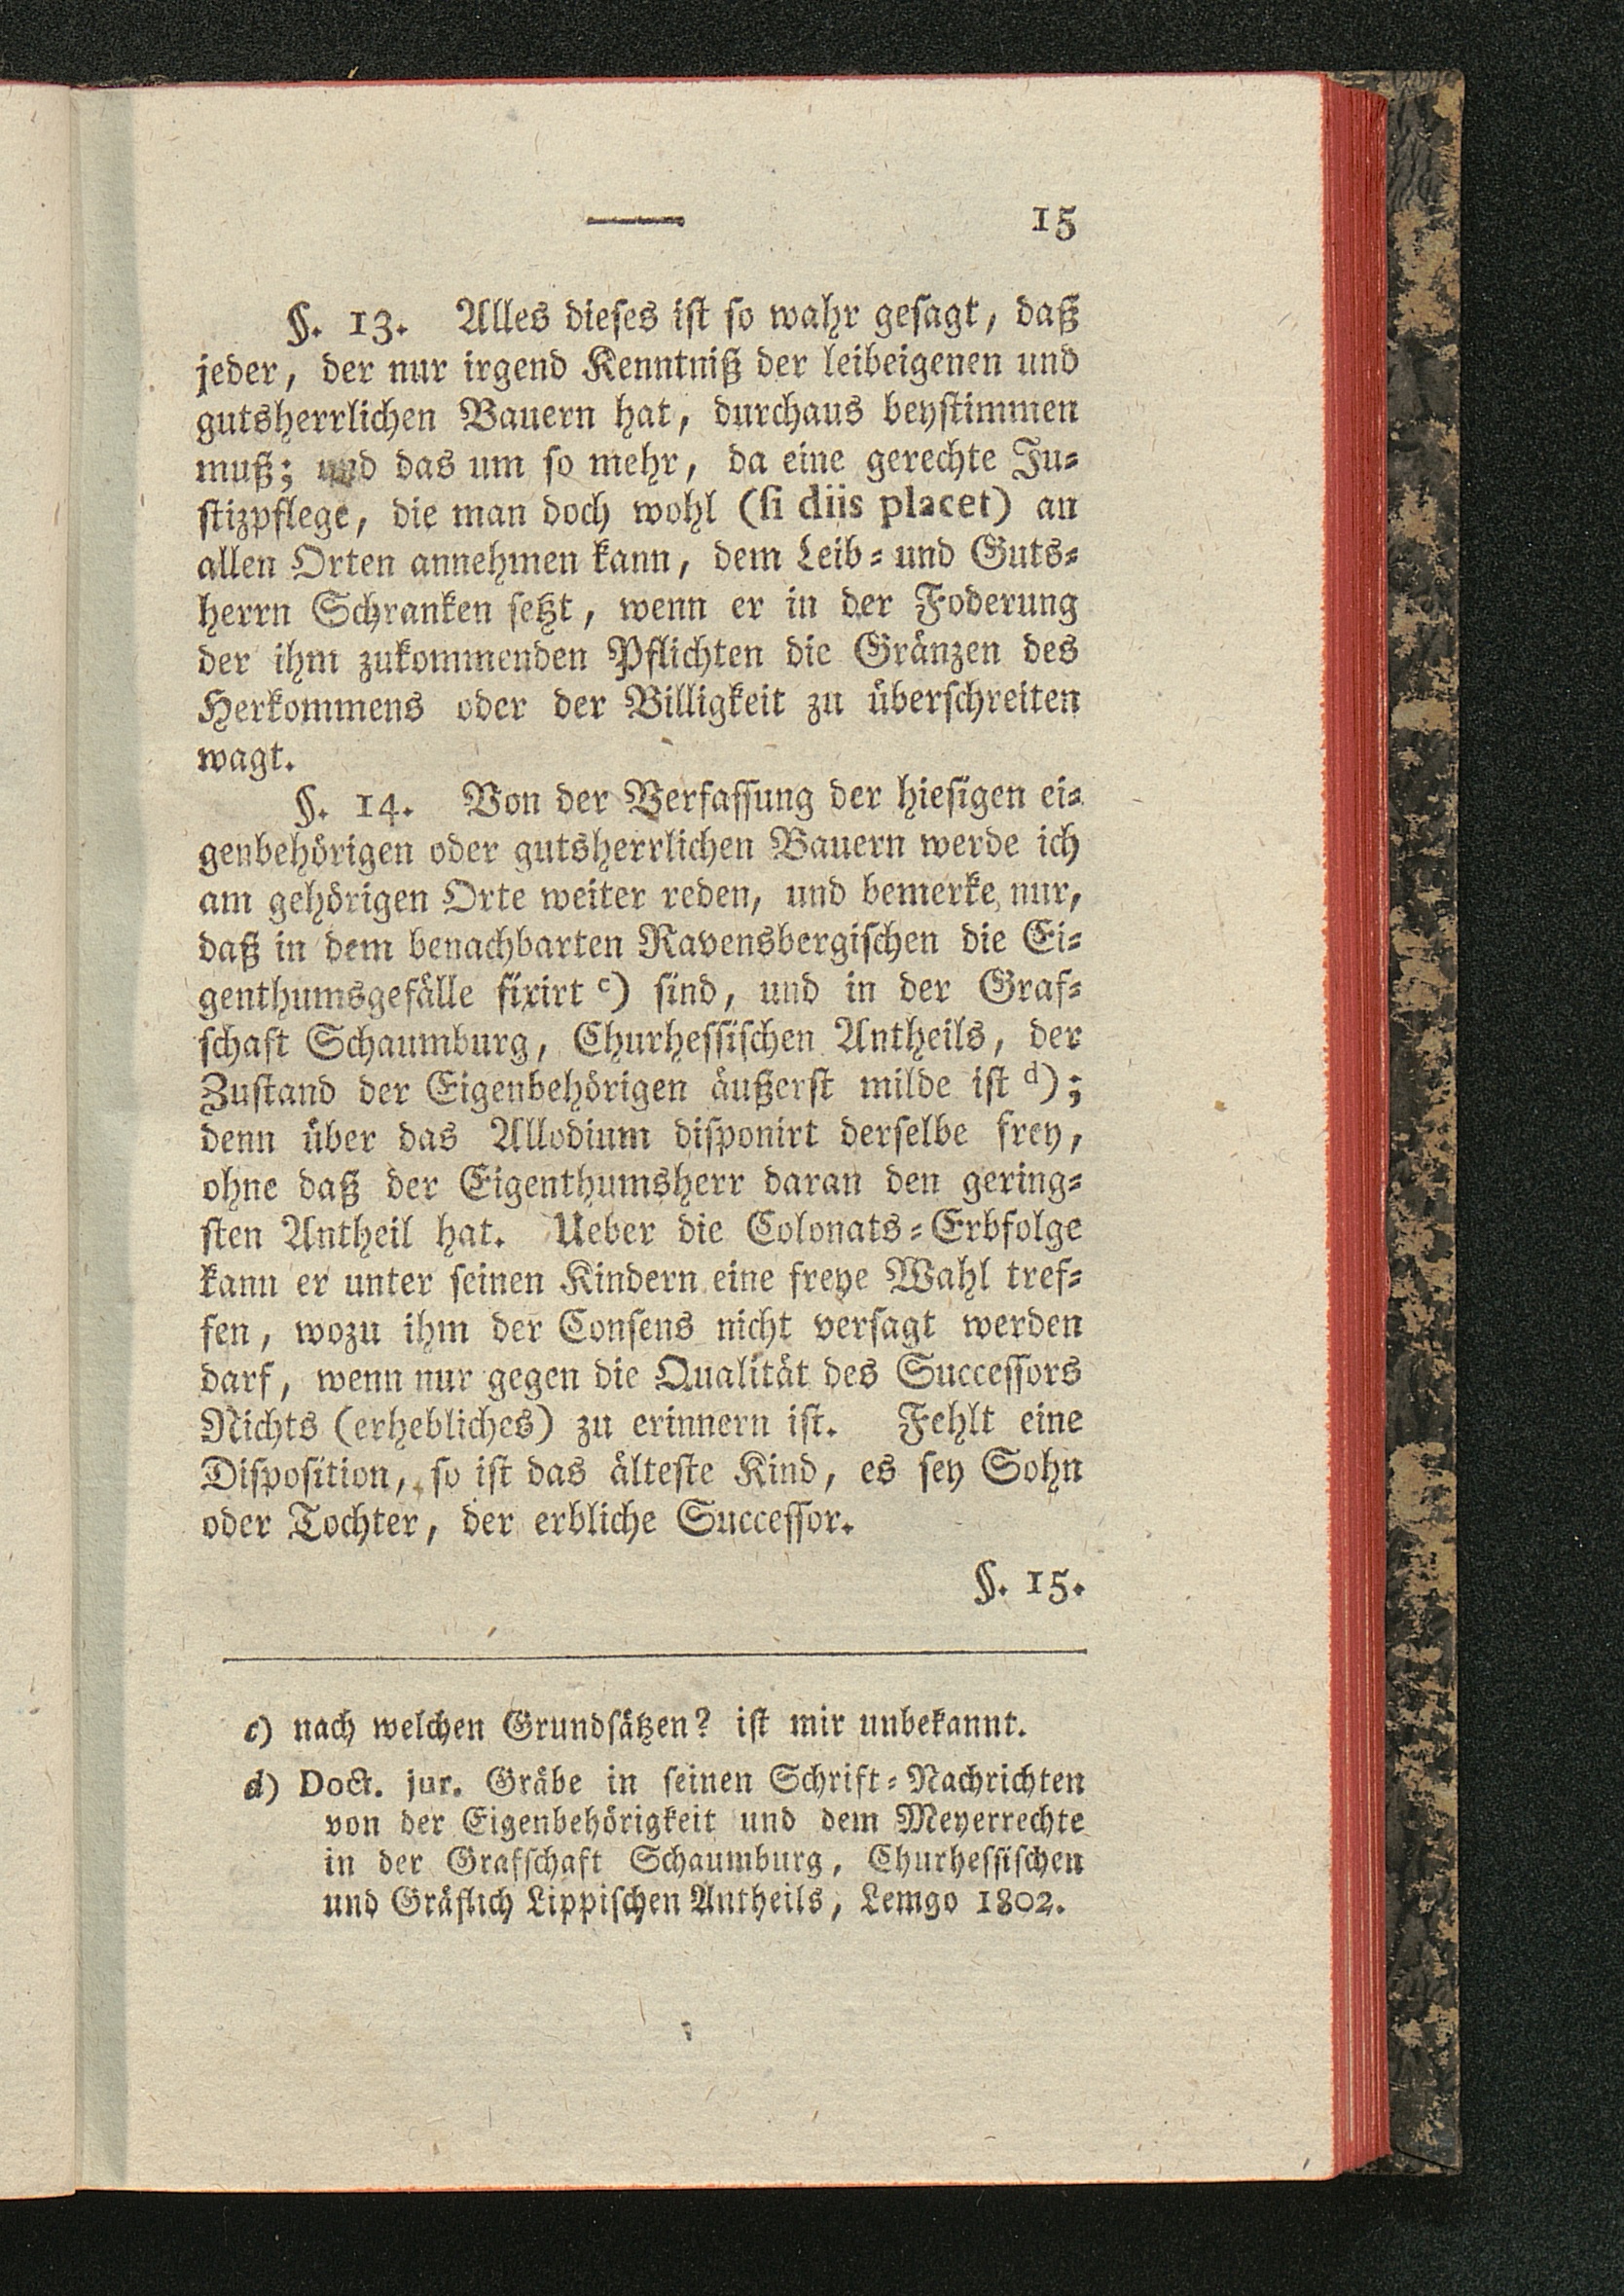 15
§. 13. Alles dieses ist so wahr gesagt, daß
jeder, der nur irgend Kenntniß der leibeigenen und
gutsherrlichen Bauern hat, durchaus beystimmen
muß; und das um so mehr, da eine gerechte Ju-
stizpflege, die man doch wohl (si diis placet) an
allen Orten annehmen kann, dem Leib- und Guts-
herrn Schranken setzt, wenn er in der Foderung
der ihm zukommenden Pflichten die Gränzen des
Herkommens oder der Billigkeit zu überschreiten
wagt.
§. 14. Von der Verfassung der hiesigen ei-
genbehörigen oder gutsherrlichen Bauern werde ich
am gehörigen Orte weiter reden, und bemerke nur,
daß in dem benachbarten Ravensbergischen die Ei-
genthumsgefälle fixirt c) sind, und in der Graf-
schaft Schaumburg, Churhessischen Antheils, der
Zustand der Eigenbehörigen äußerst milde ist d);
denn über das Allodium disponirt derselbe frey,
ohne daß der Eigenthumsherr daran den gering-
sten Antheil hat. Ueber die Colonats-Erbfolge
kann er unter seinen Kindern eine freye Wahl tref-
fen, wozu ihm der Consens nicht versagt werden
darf, wenn nur gegen die Qualität des Successors
Nichts (erhebliches) zu erinnern ist. Fehlt eine
Disposition, so ist das älteste Kind, es sey Sohn
oder Tochter, der erbliche Successor.
§. 15.
c) nach welchen Grundsätzen? ist mir unbekannt.
d) Doct. jur. Gräbe in seinen Schrift-Nachrichten
von der Eigenbehörigkeit und dem Meyerrechte
in der Grafschaft Schaumburg, Churhessischen
und Gräflich Lippischen Antheils, Lemgo 1802.